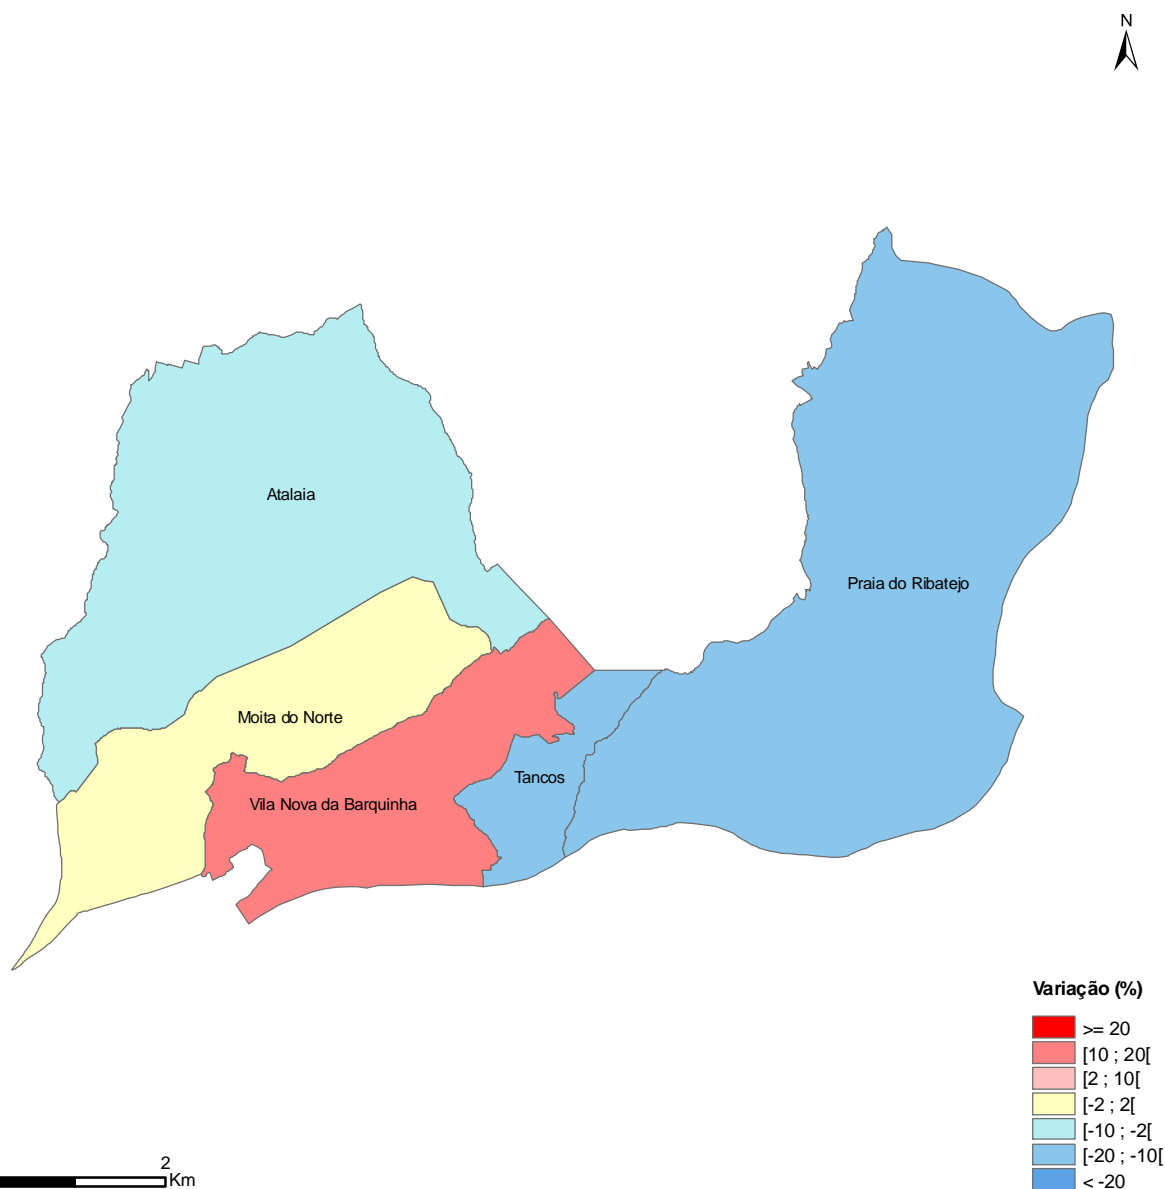 N
Atalaia
Praia do Ribatejo
Moita do Norte
Tancos
Vila Nova da Barquinha
Variação (%)
>= 20
[10 ; 20[
[2 ; 10[
[-2 ; 2[
[-10 ; -2[
[-20 ; -10[
< -20
2
Km